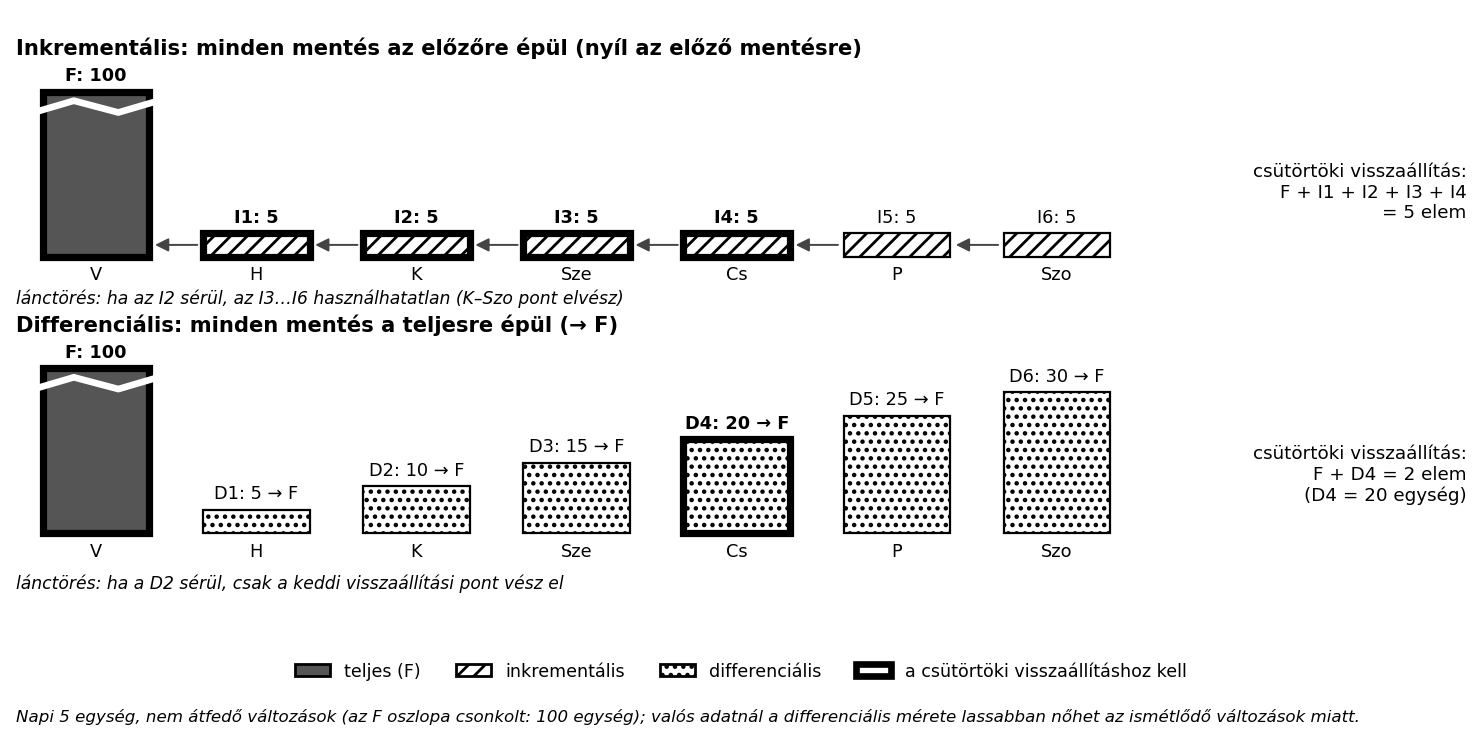 Inkrementális: minden mentés az előzőre épül (nyíl az előző mentésre)
F: 100
I1: 5
I2: 5
I3: 5
I4: 5
I5: 5
I6: 5
csütörtöki visszaállítás:
F + I1 + I2 + I3 + I4
= 5 elem
V
H
K
Sze
Cs
P
Szo
lánctörés: ha az I2 sérül, az I3…I6 használhatatlan (K–Szo pont elvész)
Differenciális: minden mentés a teljesre épül (→ F)
F: 100
D1: 5 → F
D2: 10 → F
D3: 15 → F
D4: 20 → F
D5: 25 → F
D6: 30 → F
csütörtöki visszaállítás:
F + D4 = 2 elem
(D4 = 20 egység)
V
H
K
Sze
Cs
P
Szo
lánctörés: ha a D2 sérül, csak a keddi visszaállítási pont vész el
teljes (F)
inkrementális
differenciális
a csütörtöki visszaállításhoz kell
Napi 5 egység, nem átfedő változások (az F oszlopa csonkolt: 100 egység); valós adatnál a differenciális mérete lassabban nőhet az ismétlődő változások miatt.